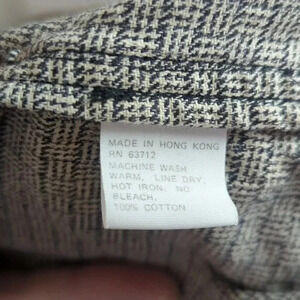 MADE IN HONG KONG
RN 63712
MACHINE WASH
WARM, LINE DRY,
HOT IRON. NO
BLEACH.
100% COTTON